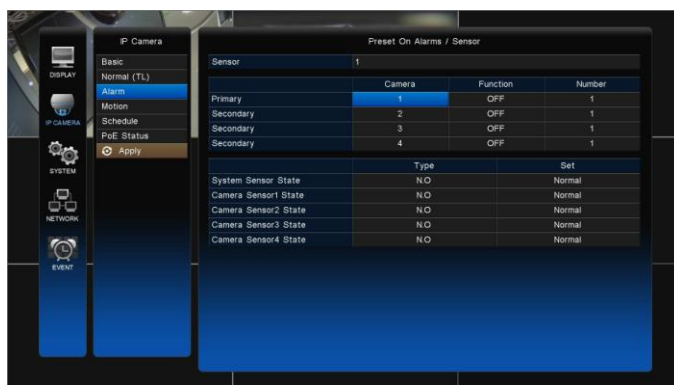 DISPLAY
IP CAMERA
SYSTEM
NETWORK
EVENT
IP Camera
Basic
Normal (TL)
Alarm
Motion
Schedule
PoE Status
Apply
Preset On Alarms / Sensor
Sensor 1
Camera Function Number
Primary 1 OFF 1
Secondary 2 OFF 1
Secondary 3 OFF 1
Secondary 4 OFF 1
Type Set
System Sensor State N.O Normal
Camera Sensor1 State N.O Normal
Camera Sensor2 State N.O Normal
Camera Sensor3 State N.O Normal
Camera Sensor4 State N.O Normal